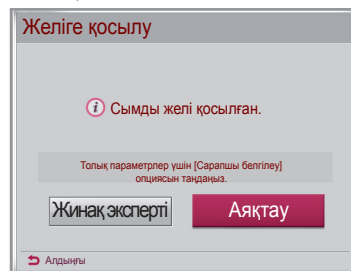 Желіге қосылу
Сымды желі қосылған.
Толық параметрлер үшін [Сарапшы белгілеу]
опциясын таңдаңыз.
Жинақ эксперті
Аяқтау
Алдыңғы